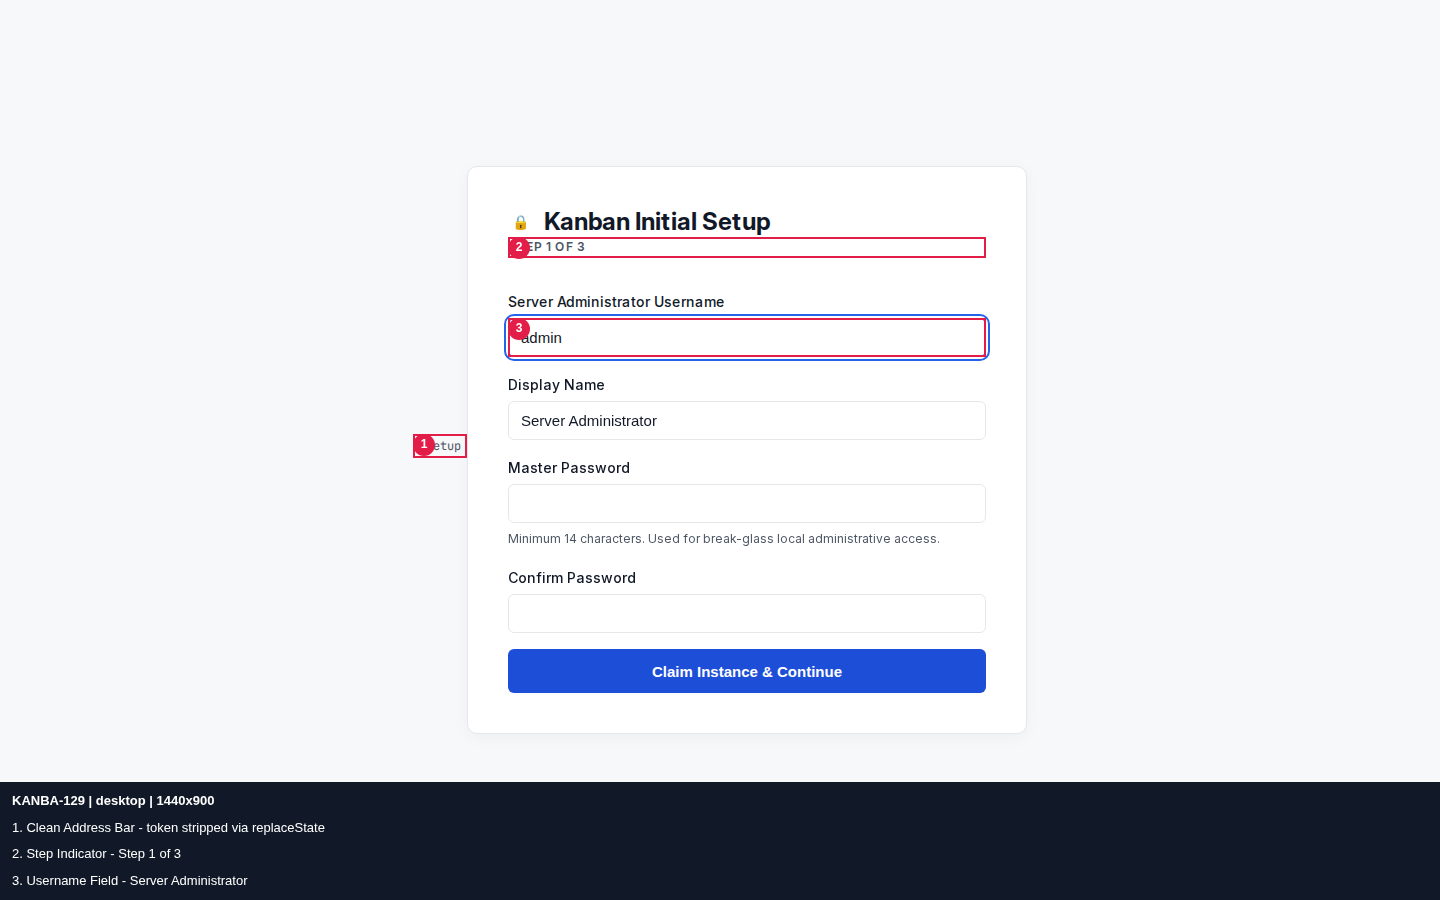 Kanban Initial Setup
2 EP 1 OF 3
Server Administrator Username
3 admin
Display Name
Server Administrator
1 etup
Master Password
Minimum 14 characters. Used for break-glass local administrative access.
Confirm Password
Claim Instance & Continue
KANBA-129 | desktop | 1440x900
1. Clean Address Bar - token stripped via replaceState
2. Step Indicator - Step 1 of 3
3. Username Field - Server Administrator